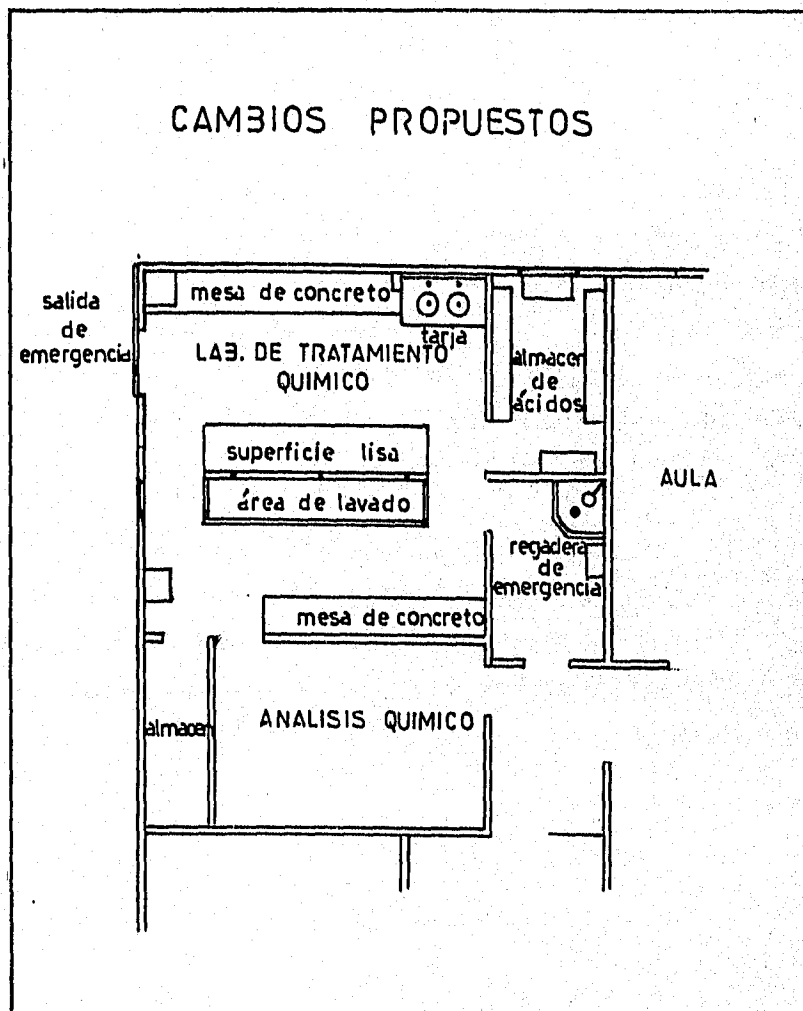 CAMBIOS PROPUESTOS
salida
de
emergencia
mesa de concreto
tarja
LAB. DE TRATAMIENTO
QUIMICO
almacen
de
ácidos
superficie lisa
área de lavado
AULA
regadera
de
emergencia
mesa de concreto
almacen
ANALISIS QUIMICO